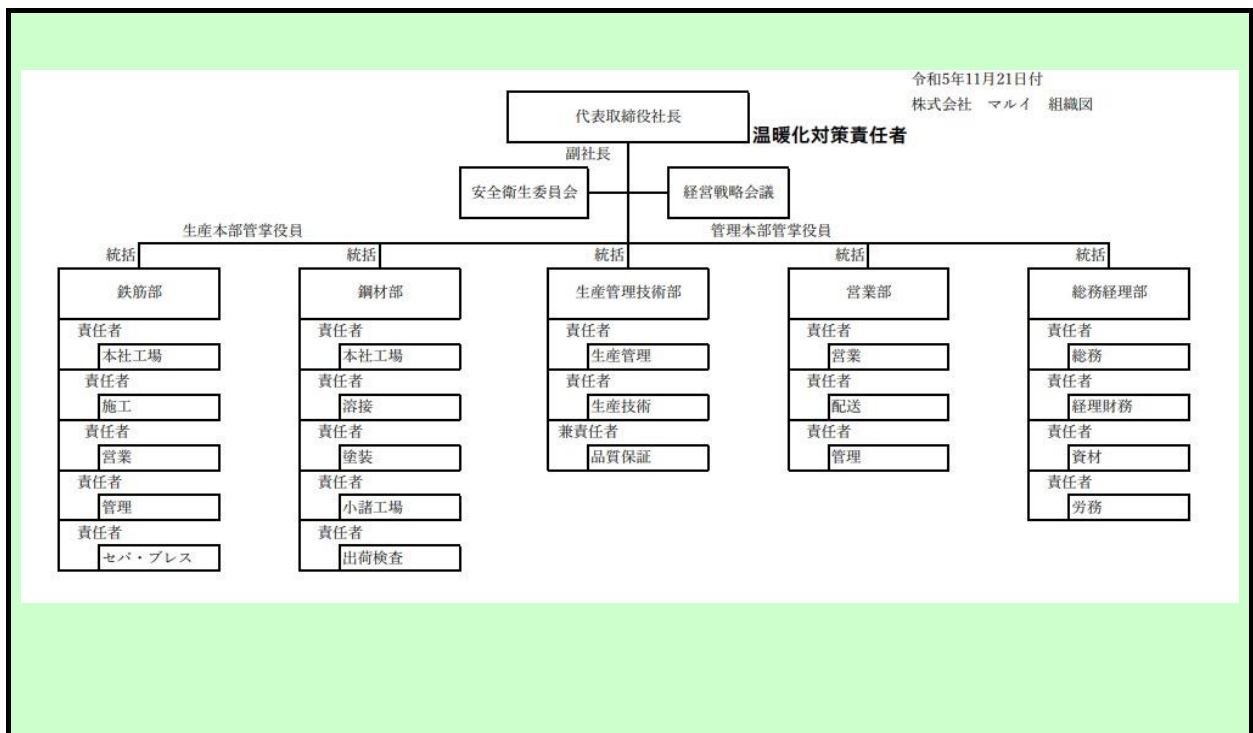 令和5年11月21日付
株式会社　マルイ　組織図
代表取締役社長
温暖化対策責任者
副社長
安全衛生委員会
経営戦略会議
生産本部管掌役員
管理本部管掌役員
統括
統括
統括
統括
統括
鉄筋部
鋼材部
生産管理技術部
営業部
総務経理部
責任者
責任者
責任者
責任者
責任者
本社工場
本社工場
生産管理
営業
総務
責任者
責任者
責任者
責任者
責任者
施工
溶接
生産技術
配送
経理財務
責任者
責任者
兼責任者
責任者
責任者
営業
塗装
品質保証
管理
資材
責任者
責任者
責任者
管理
小諸工場
労務
責任者
責任者
セパ・ブレス
出荷検査